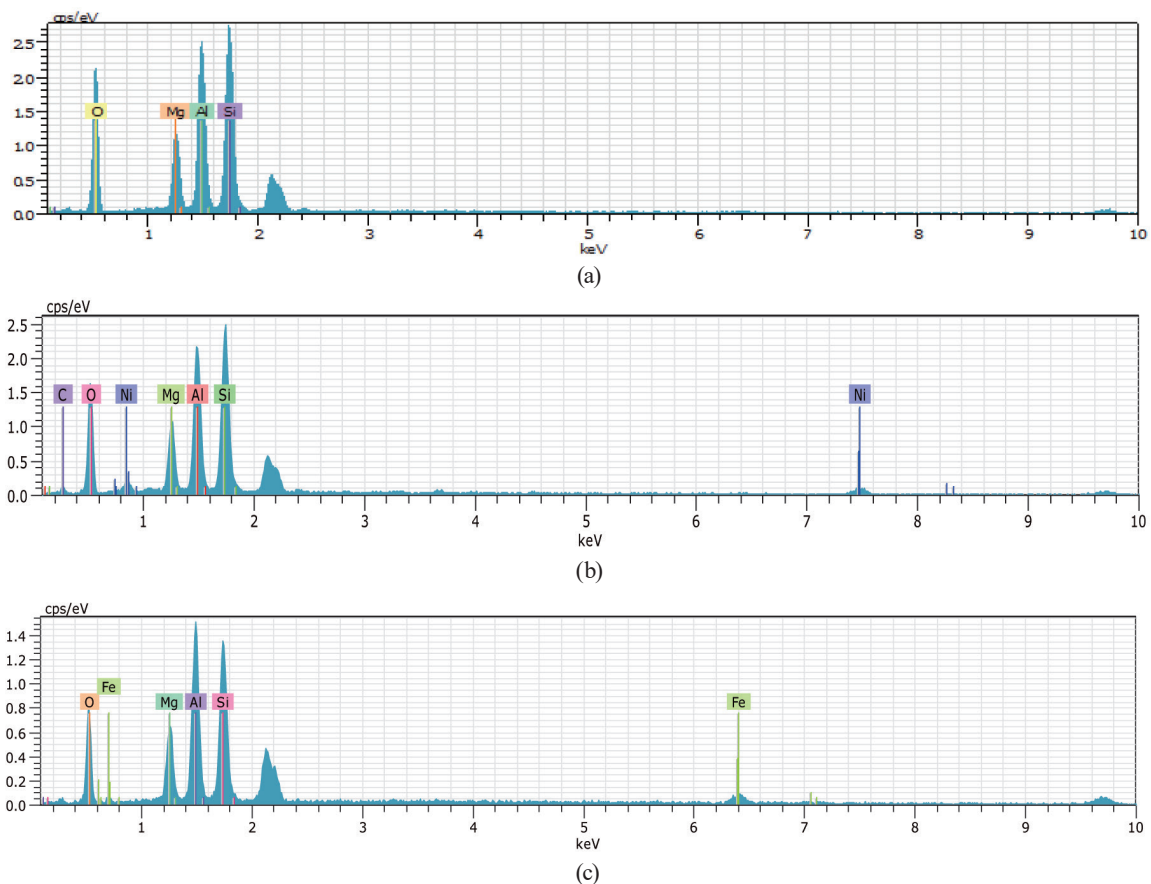 cps/eV
2.5
2.0
1.5
1.0
0.5
0.0
O Mg Al Si
1 2 3 4 5 6 7 8 9 10
keV
(a)
cps/eV
2.5
2.0
1.5
1.0
0.5
0.0
C O Ni Mg Al Si Ni
1 2 3 4 5 6 7 8 9 10
keV
(b)
cps/eV
1.4
1.2
1.0
0.8
0.6
0.4
0.2
0.0
Fe
O Mg Al Si Fe
1 2 3 4 5 6 7 8 9 10
keV
(c)